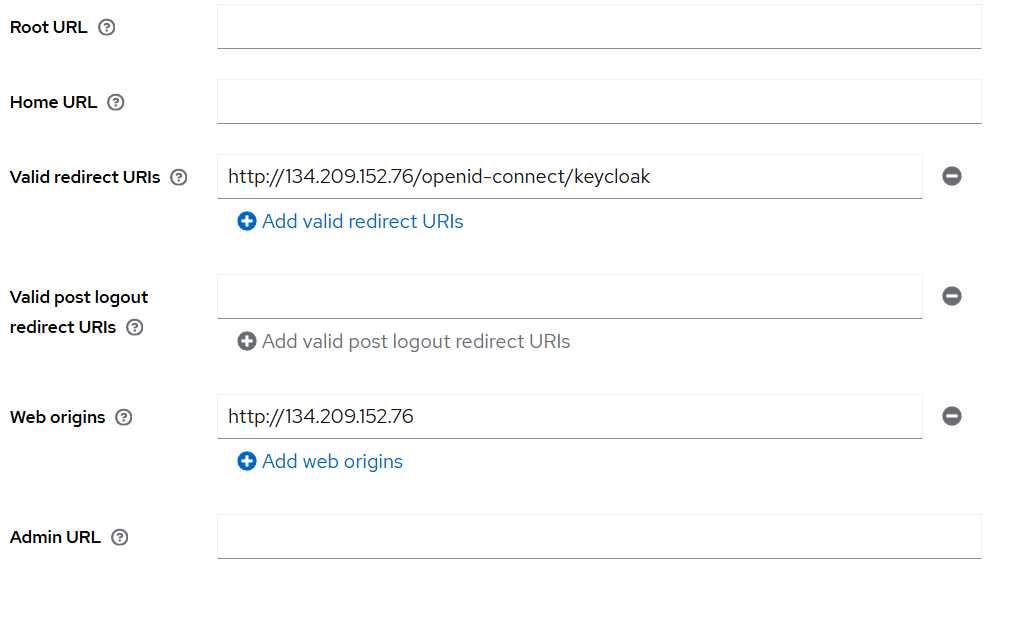 Root URL
Home URL
Valid redirect URIs
http://134.209.152.76/openid-connect/keycloak
Add valid redirect URIs
Valid post logout
redirect URIs
Add valid post logout redirect URIs
Web origins
http://134.209.152.76
Add web origins
Admin URL